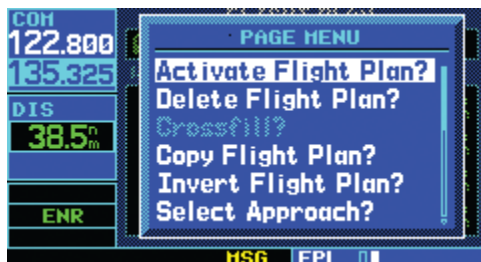 COM
122.800
135.325
DIS
38.5nm
ENR
PAGE MENU
Activate Flight Plan?
Delete Flight Plan?
Crossfill?
Copy Flight Plan?
Invert Flight Plan?
Select Approach?
MSG FPL